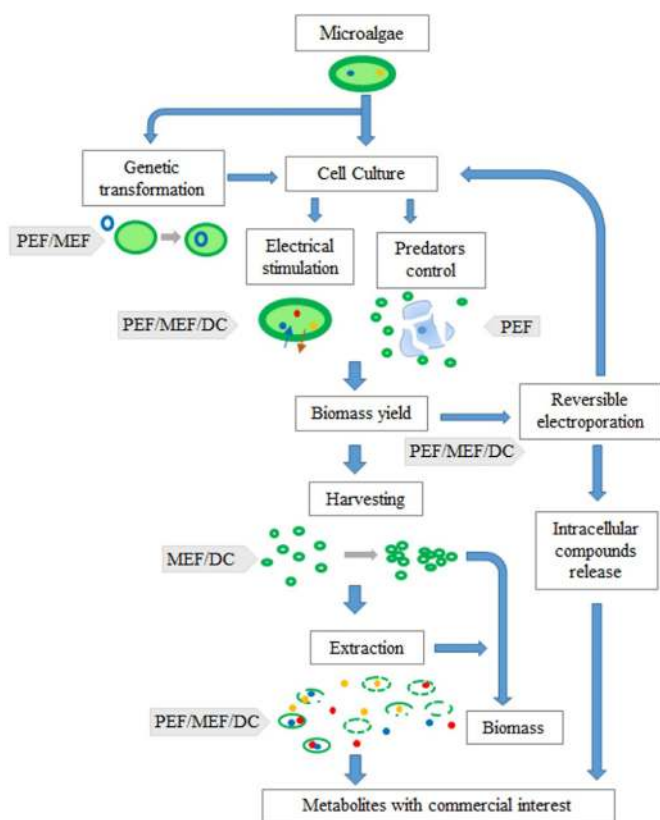 Microalgae
Genetic
transformation
Cell Culture
PEF/MEF
Electrical
stimulation
Predators
control
PEF/MEF/DC
PEF
Biomass yield
Reversible
electroporation
PEF/MEF/DC
Harvesting
Intracellular
compounds
release
MEF/DC
Extraction
PEF/MEF/DC
Biomass
Metabolites with commercial interest